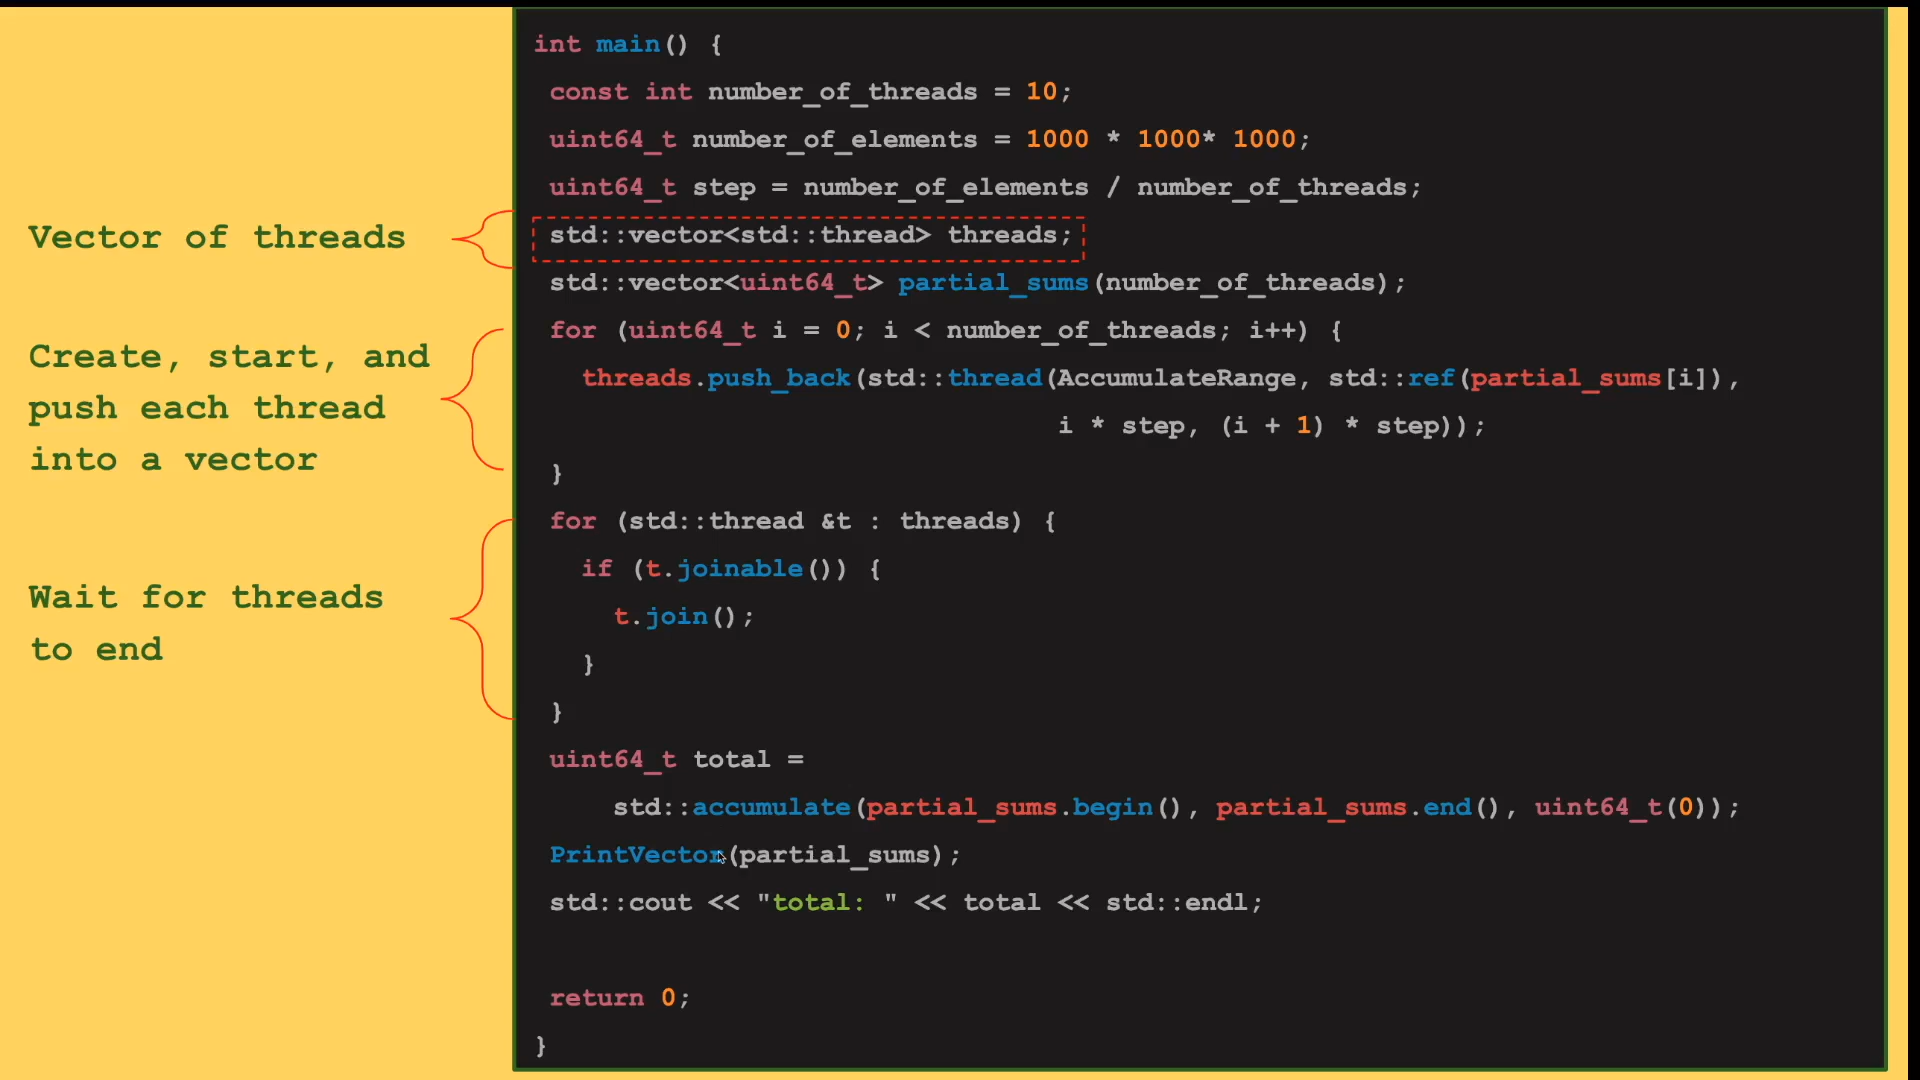 Vector of threads
Create, start, and
push each thread
into a vector
Wait for threads
to end
int main() {
const int number_of_threads = 10;
uint64_t number_of_elements = 1000 * 1000* 1000;
uint64_t step = number_of_elements / number_of_threads;
std::vector<std::thread> threads;
std::vector<uint64_t> partial_sums(number_of_threads);
for (uint64_t i = 0; i < number_of_threads; i++) {
threads.push_back(std::thread(AccumulateRange, std::ref(partial_sums[i]),
i * step, (i + 1) * step));
}
for (std::thread &t : threads) {
if (t.joinable()) {
t.join();
}
}
uint64_t total =
std::accumulate(partial_sums.begin(), partial_sums.end(), uint64_t(0));
PrintVector(partial_sums);
std::cout << "total: " << total << std::endl;
return 0;
}